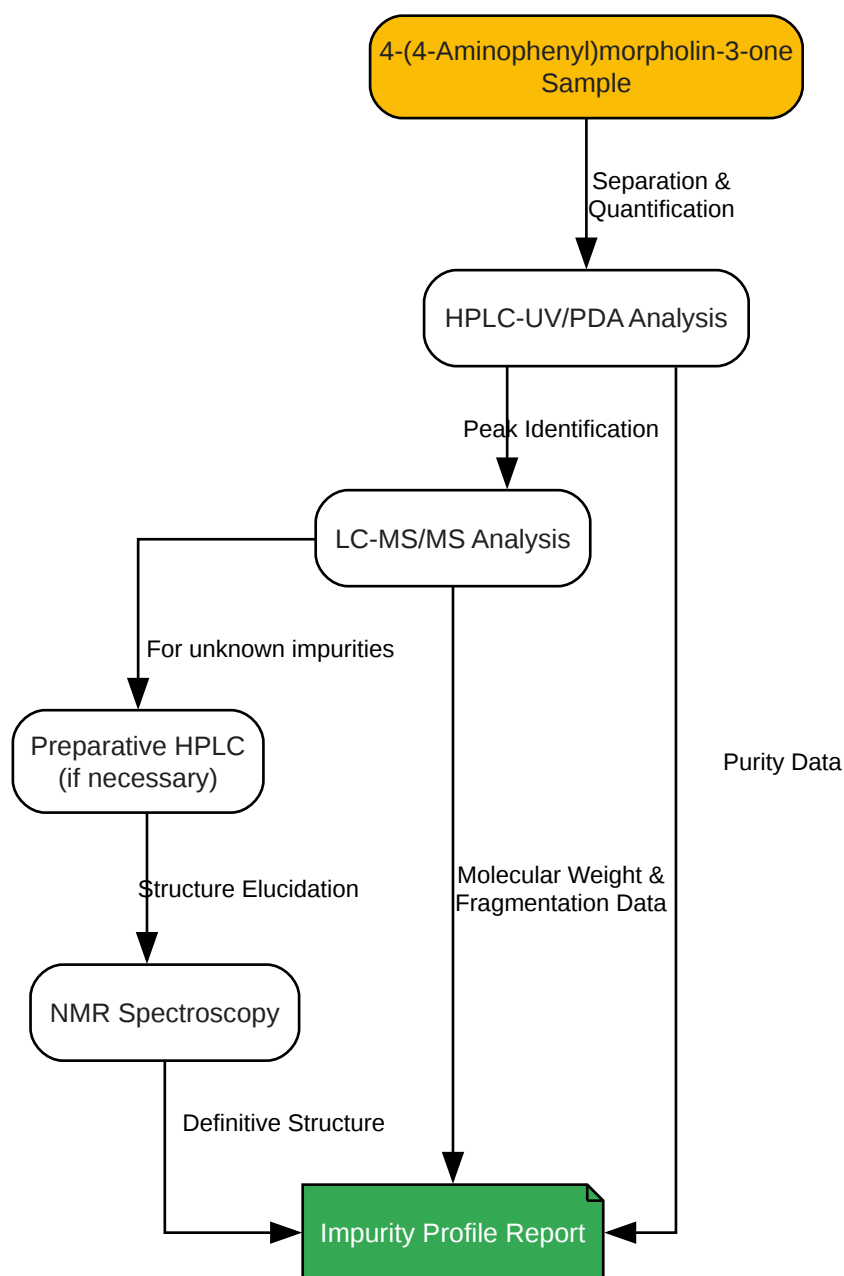 4-(4-Aminophenyl)morpholin-3-one
Sample
Separation &
Quantification
HPLC-UV/PDA Analysis
Peak Identification
LC-MS/MS Analysis
For unknown impurities
Preparative HPLC
(if necessary)
Purity Data
Structure Elucidation
Molecular Weight &
Fragmentation Data
NMR Spectroscopy
Definitive Structure
Impurity Profile Report